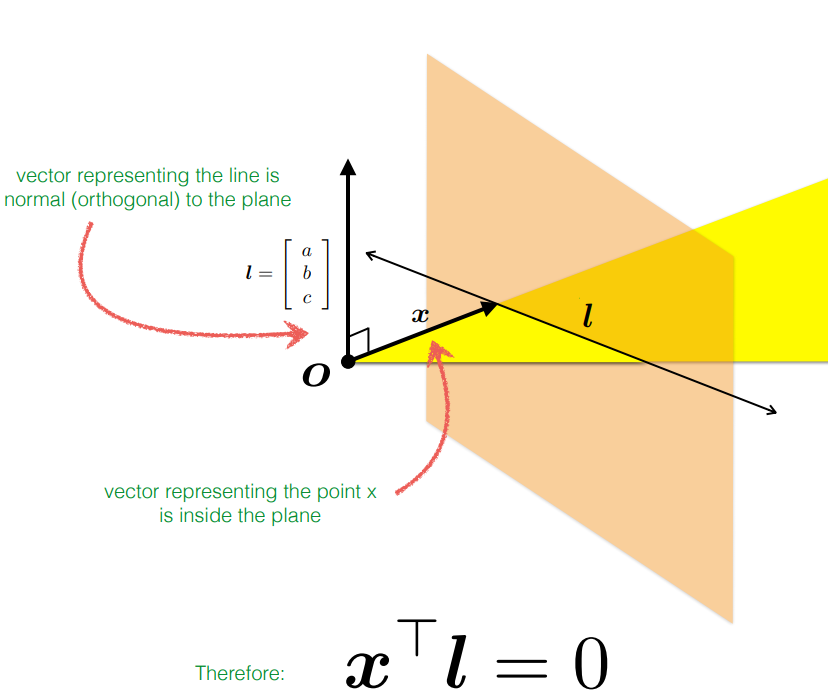 vector representing the line is
normal (orthogonal) to the plane
l = [ a
b
c ]
x
l
o
vector representing the point x
is inside the plane
Therefore: x⊤l = 0